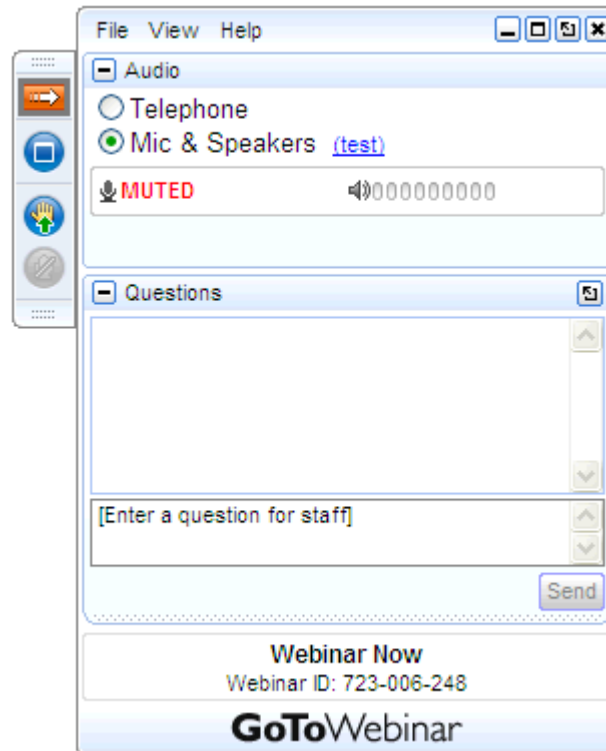 File View Help
Audio
Telephone
Mic & Speakers (test)
MUTED 000000000
Questions
[Enter a question for staff]
Send
Webinar Now
Webinar ID: 723-006-248
GoToWebinar